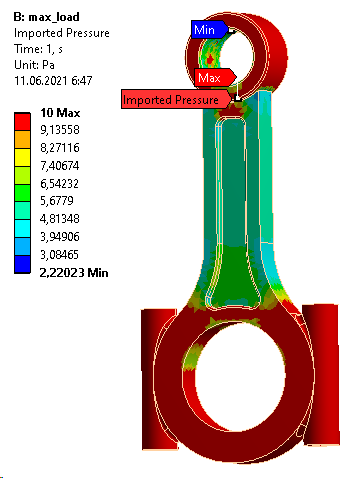 B: max_load
Imported Pressure
Time: 1, s
Unit: Pa
11.06.2021 6:47
10 Max
9,13558
8,27116
7,40674
6,54232
5,6779
4,81348
3,94906
3,08465
2,22023 Min
Min
Max
Imported Pressure